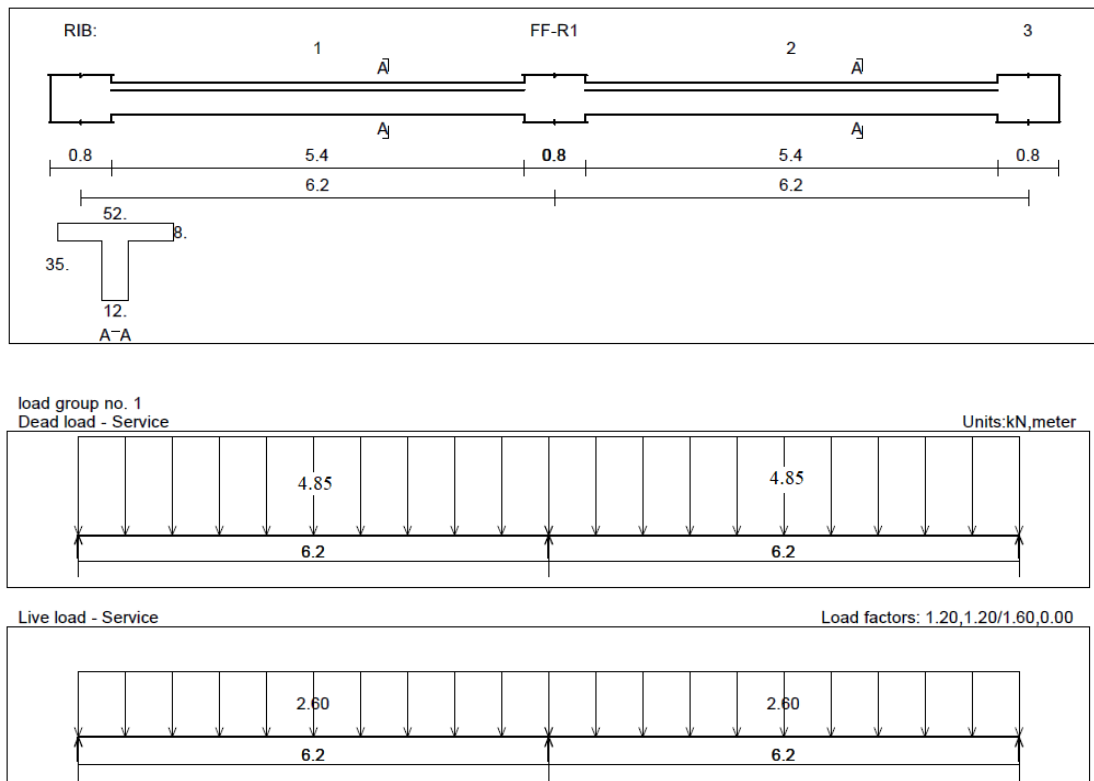 RIB: FF-R1
1 2 3
A A
A A
0.8 5.4 0.8 5.4 0.8
6.2 6.2
52.
8.
35.
12.
A-A
load group no. 1
Dead load - Service Units:kN,meter
4.85 4.85
6.2 6.2
Live load - Service Load factors: 1.20,1.20/1.60,0.00
2.60 2.60
6.2 6.2